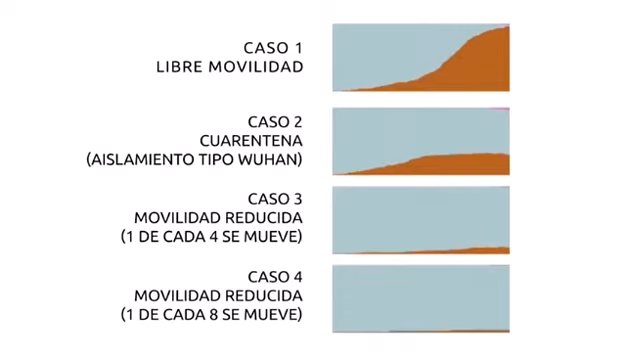 CASO 1
LIBRE MOVILIDAD
CASO 2
CUARENTENA
(AISLAMIENTO TIPO WUHAN)
CASO 3
MOVILIDAD REDUCIDA
(1 DE CADA 4 SE MUEVE)
CASO 4
MOVILIDAD REDUCIDA
(1 DE CADA 8 SE MUEVE)